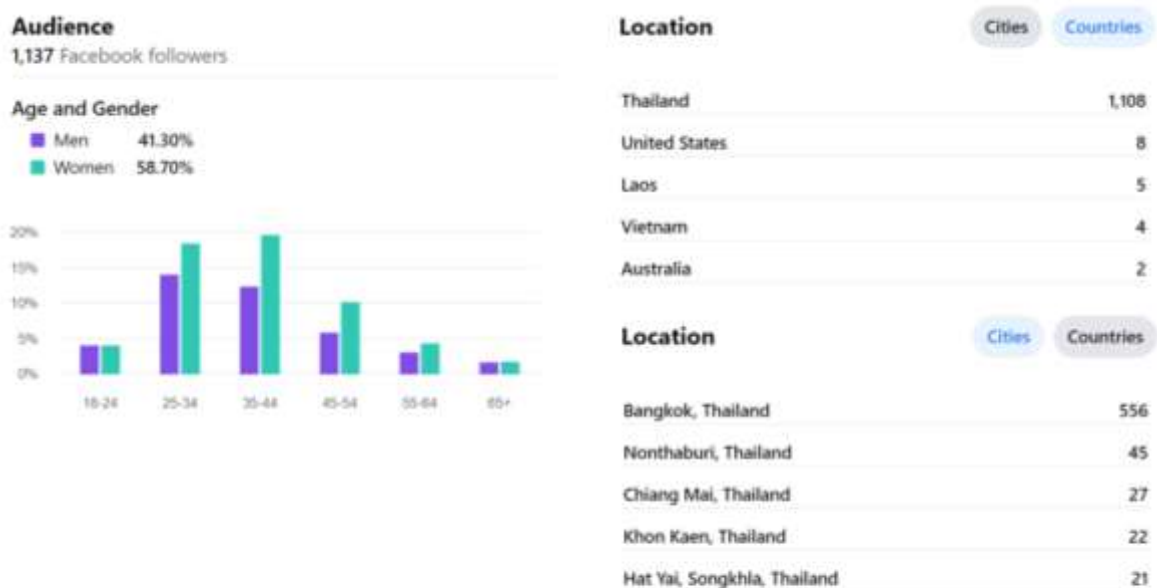 Audience
1,137 Facebook followers
Age and Gender
Men 41.30%
Women 58.70%
20%
15%
10%
5%
0%
18-24 25-34 35-44 45-54 55-64 65+
Location Cities Countries
Thailand 1,108
United States 8
Laos 5
Vietnam 4
Australia 2
Location Cities Countries
Bangkok, Thailand 556
Nonthaburi, Thailand 45
Chiang Mai, Thailand 27
Khon Kaen, Thailand 22
Hat Yai, Songkhla, Thailand 21